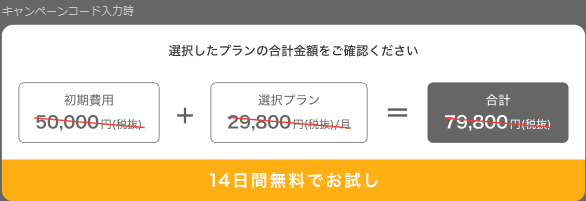 キャンペーンコード入力時
選択したプランの合計金額をご確認ください
初期費用
50,000円(税抜)
+
選択プラン
29,800円(税抜)/月
=
合計
79,800円(税抜)
14日間無料でお試し